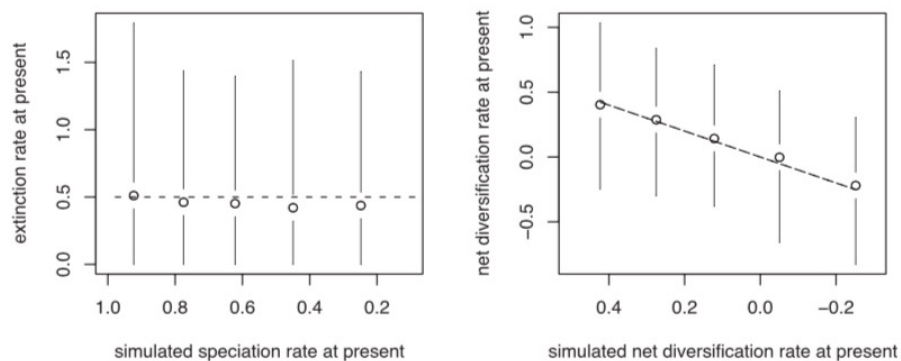 extinction rate at present
1.5
1.0
0.5
0.0
1.0 0.8 0.6 0.4 0.2
simulated speciation rate at present
net diversification rate at present
1.0
0.5
0.0
−0.5
0.4 0.2 0.0 −0.2
simulated net diversification rate at present